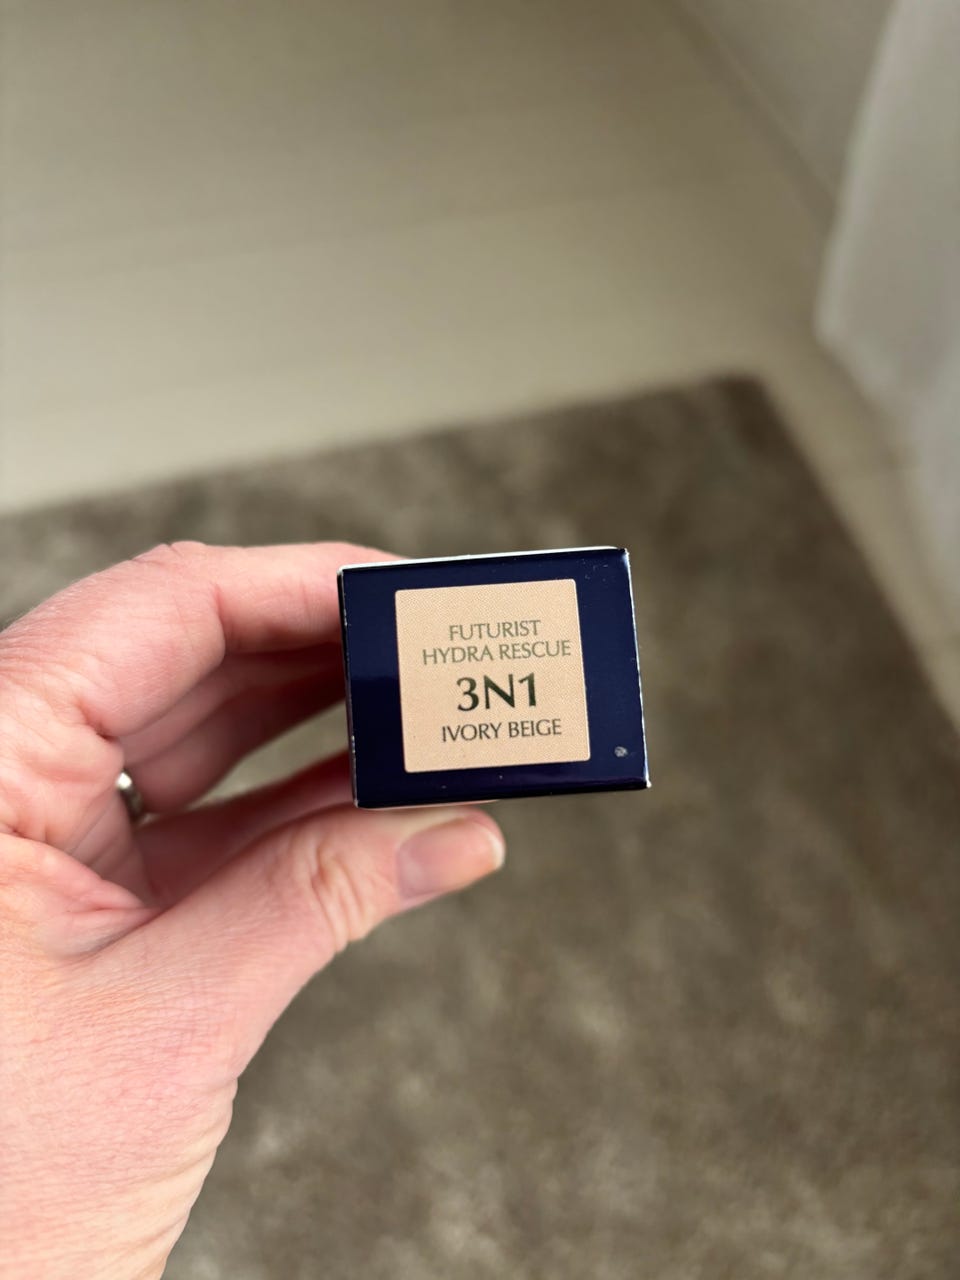 FUTURIST
HYDRA RESCUE
3N1
IVORY BEIGE